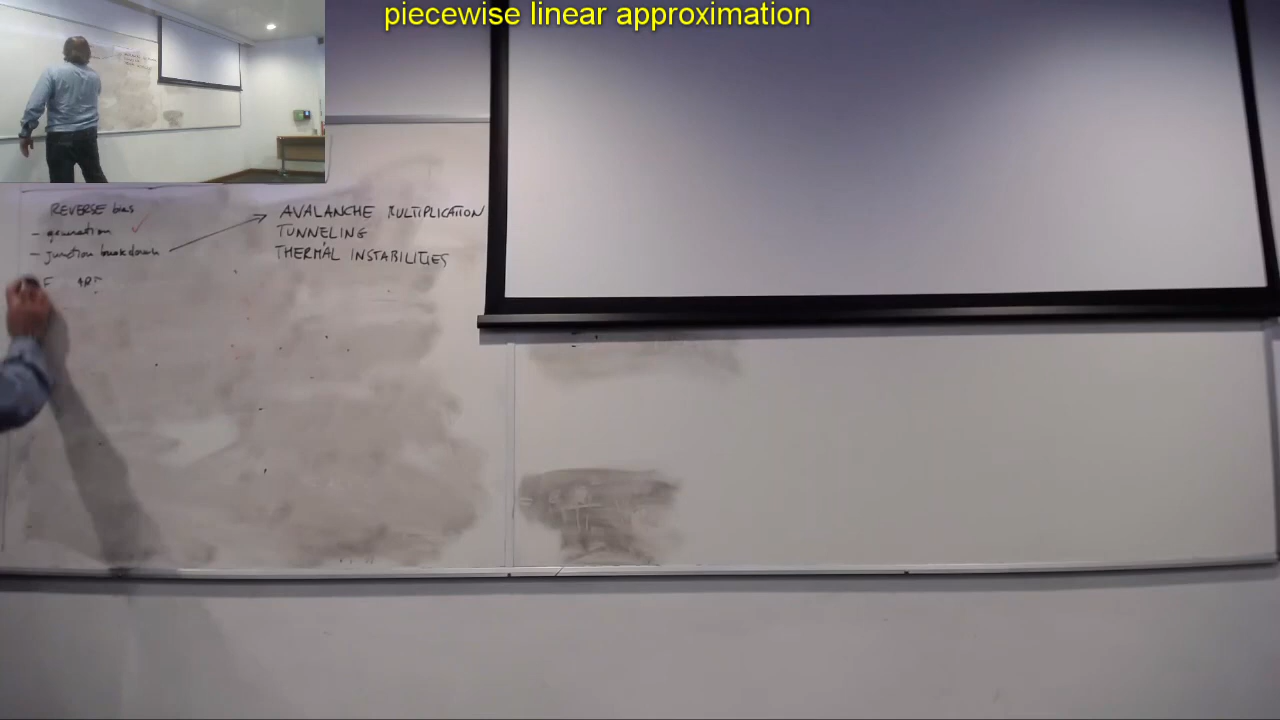 piecewise linear approximation
REVERSE bias
- generation
- junction breakdown
AVALANCHE MULTIPLICATION
TUNNELING
THERMAL INSTABILITIES